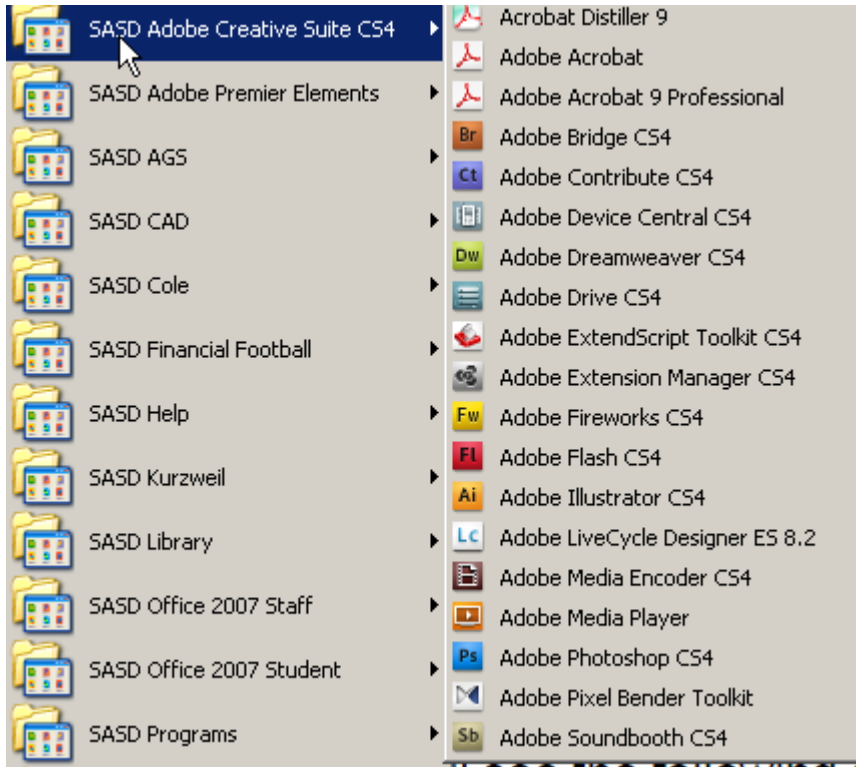 SASD Adobe Creative Suite CS4
SASD Adobe Premier Elements
SASD AGS
SASD CAD
SASD Cole
SASD Financial Football
SASD Help
SASD Kurzweil
SASD Library
SASD Office 2007 Staff
SASD Office 2007 Student
SASD Programs
Acrobat Distiller 9
Adobe Acrobat
Adobe Acrobat 9 Professional
Br Adobe Bridge CS4
Ct Adobe Contribute CS4
Adobe Device Central CS4
Dw Adobe Dreamweaver CS4
Adobe Drive CS4
Adobe ExtendScript Toolkit CS4
Adobe Extension Manager CS4
Fw Adobe Fireworks CS4
FL Adobe Flash CS4
Ai Adobe Illustrator CS4
Lc Adobe LiveCycle Designer ES 8.2
Adobe Media Encoder CS4
Adobe Media Player
Ps Adobe Photoshop CS4
Adobe Pixel Bender Toolkit
Sb Adobe Soundbooth CS4